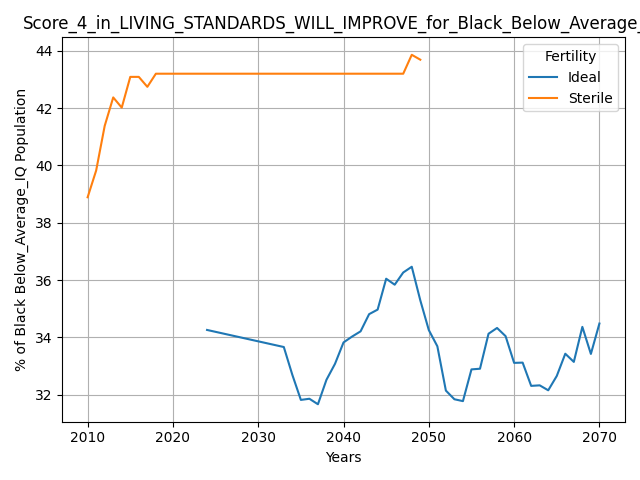 Score_4_in_LIVING_STANDARDS_WILL_IMPROVE_for_Black_Below_Average_
44
42
40
38
36
34
32
% of Black Below_Average_IQ Population
Fertility
Ideal
Sterile
2010 2020 2030 2040 2050 2060 2070
Years